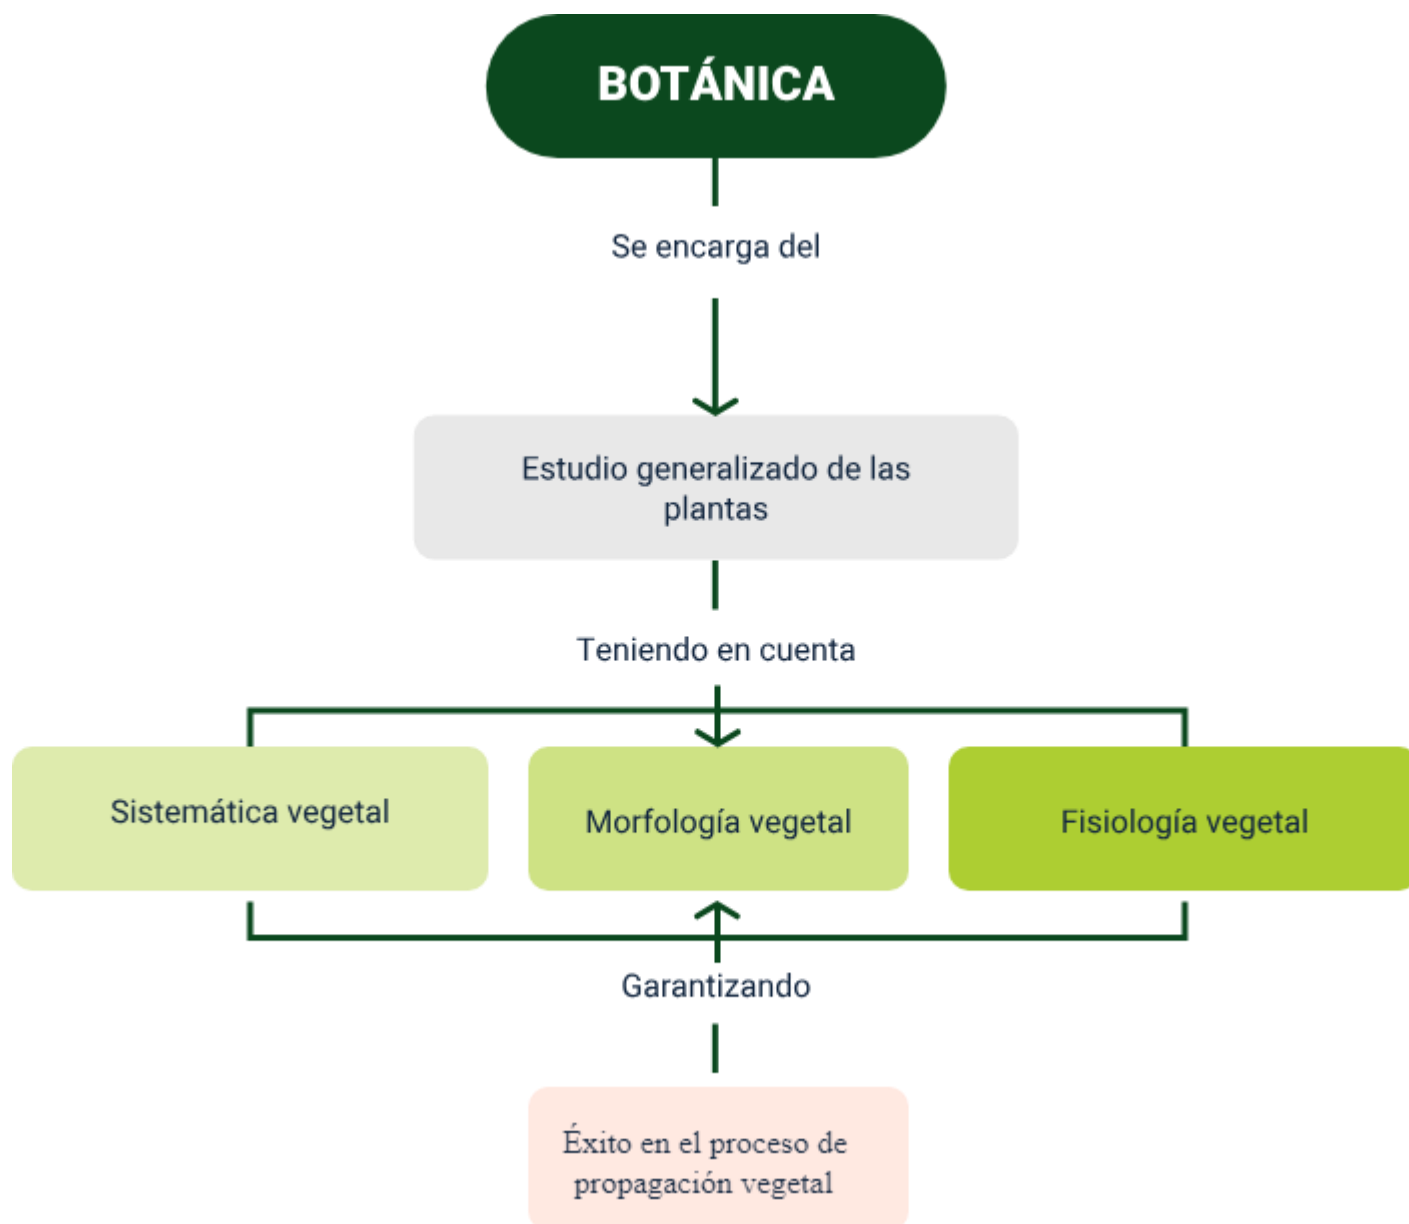 BOTÁNICA
Se encarga del
Estudio generalizado de las
plantas
Teniendo en cuenta
Sistemática vegetal
Morfología vegetal
Fisiología vegetal
Garantizando
Éxito en el proceso de
propagación vegetal